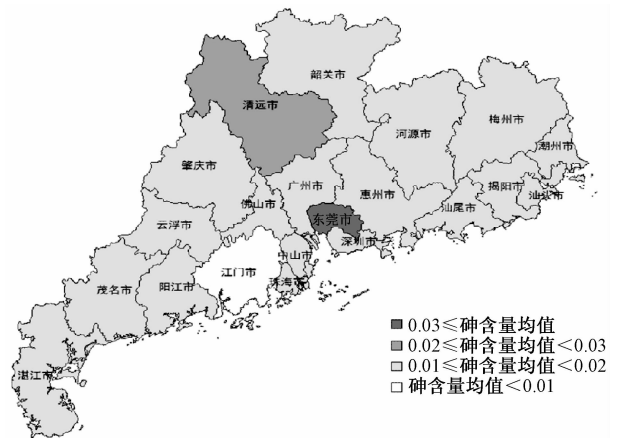 韶关市
清远市
河源市
梅州市
潮州市
肇庆市
广州市
惠州市
揭阳市
汕头市
佛山市
汕尾市
东莞市
云浮市
深圳市
中山市
江门市
珠海市
阳江市
茂名市
湛江市
0.03≤砷含量均值
0.02≤砷含量均值<0.03
0.01≤砷含量均值<0.02
砷含量均值<0.01